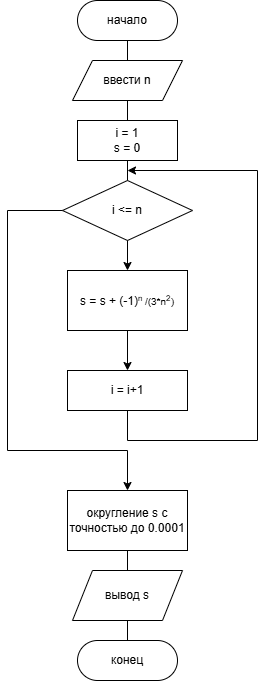 начало
ввести n
i = 1
s = 0
i <= n
s = s + (-1)ⁿ /(3*n²)
i = i+1
округление s с
точностью до 0.0001
вывод s
конец